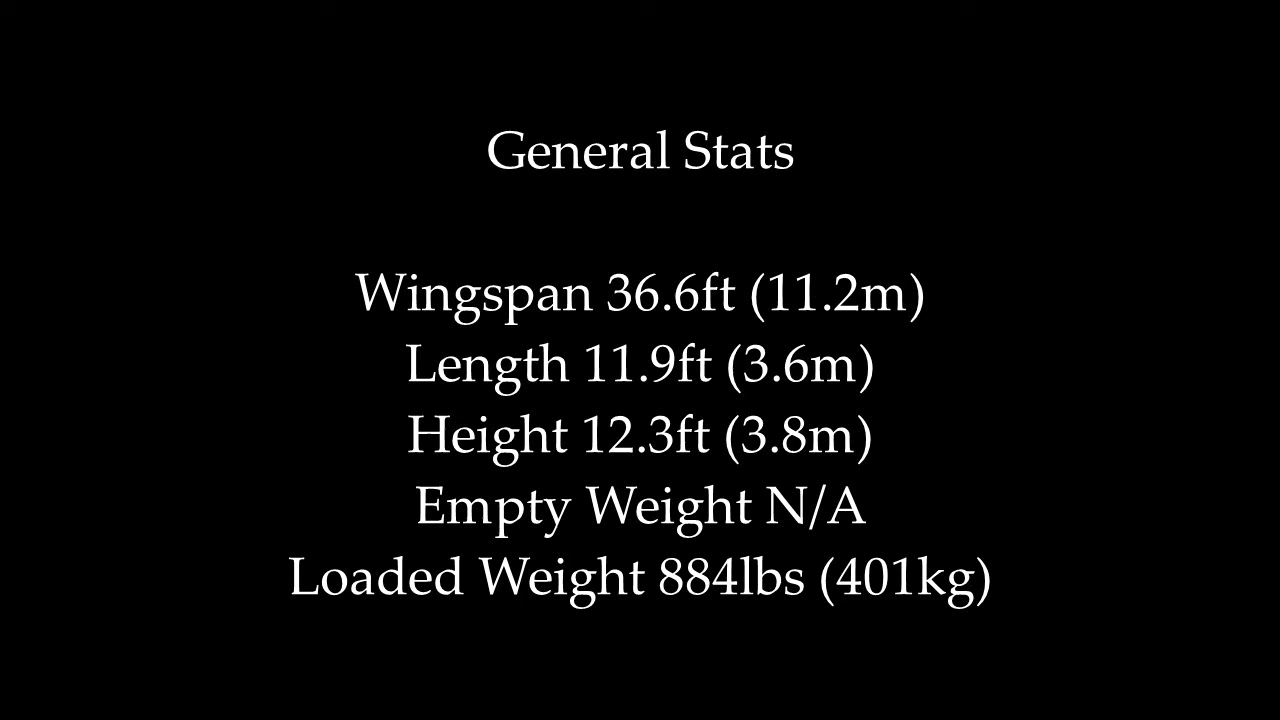 General Stats
Wingspan 36.6ft (11.2m)
Length 11.9ft (3.6m)
Height 12.3ft (3.8m)
Empty Weight N/A
Loaded Weight 884lbs (401kg)